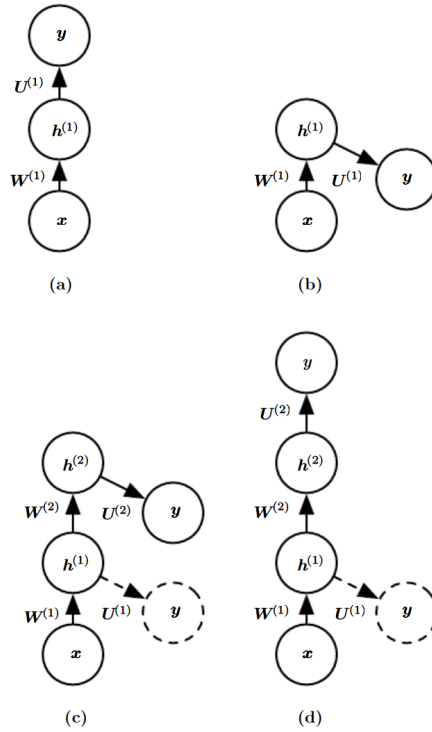 y
U(1)
h(1)
W(1)
x
(a)
h(1)
W(1)
U(1)
y
x
(b)
h(2)
W(2)
U(2)
y
h(1)
W(1)
U(1)
y
x
(c)
y
U(2)
h(2)
W(2)
h(1)
W(1)
U(1)
y
x
(d)